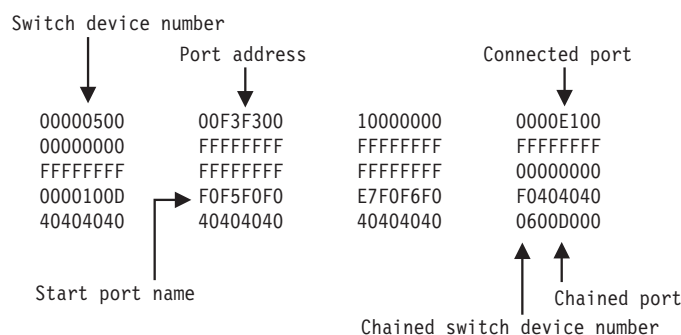 Switch device number
Port address
Connected port
00000500 00F3F300 10000000 0000E100
00000000 FFFFFFFF FFFFFFFF FFFFFFFF
FFFFFFFF FFFFFFFF FFFFFFFF 00000000
0000100D F0F5F0F0 E7F0F6F0 F0404040
40404040 40404040 40404040 0600D000
Start port name
Chained port
Chained switch device number